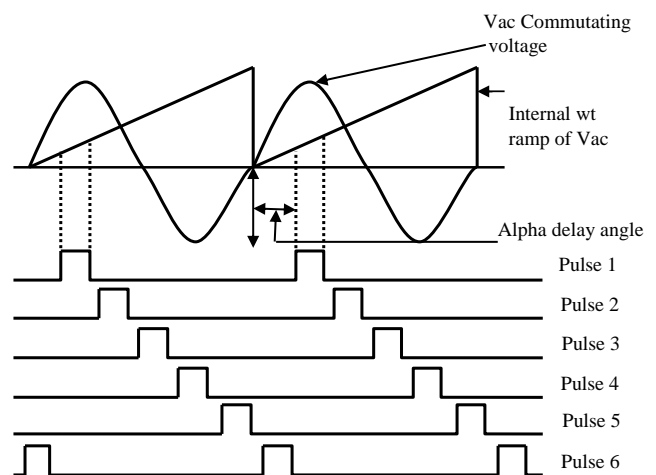 Vac Commutating
voltage
Internal wt
ramp of Vac
Alpha delay angle
Pulse 1
Pulse 2
Pulse 3
Pulse 4
Pulse 5
Pulse 6